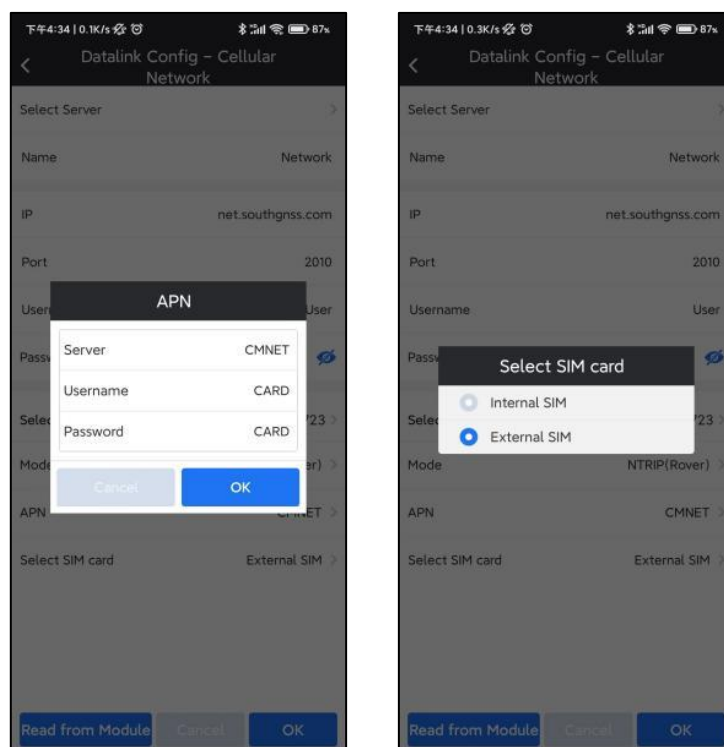 下午4:34 | 0.1K/s
87%
Datalink Config – Cellular
Network
Select Server
Name Network
IP net.southgnss.com
Port 2010
User
APN
Server CMNET
Username CARD
Password CARD
723
Mode
Cancel OK
APN CMNET
Select SIM card External SIM
Read from Module Cancel OK
下午4:34 | 0.3K/s
87%
Datalink Config – Cellular
Network
Select Server
Name Network
IP net.southgnss.com
Port 2010
Username User
Select SIM card
Internal SIM
External SIM
723
Mode NTRIP(Rover)
APN CMNET
Select SIM card External SIM
Read from Module Cancel OK